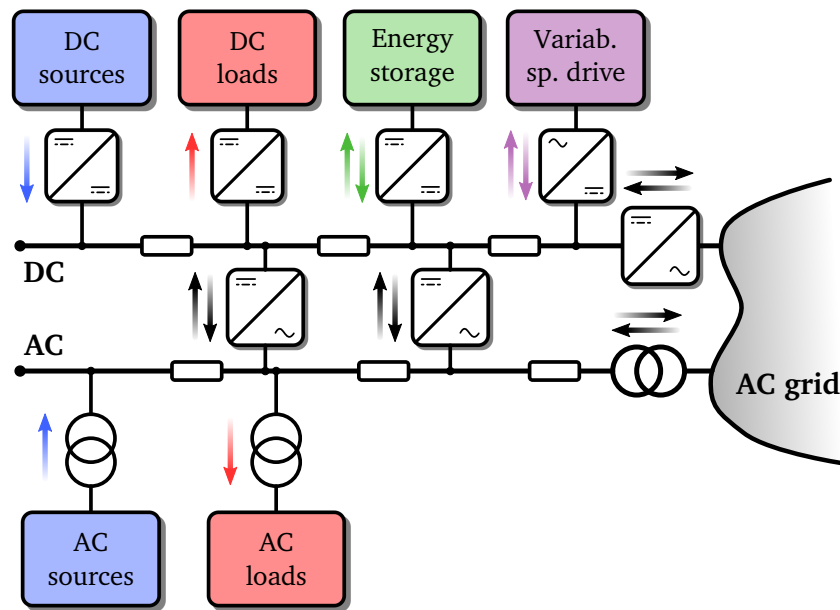 DC
sources
DC
loads
Energy
storage
Variab.
sp. drive
DC
AC
AC grid
AC
sources
AC
loads